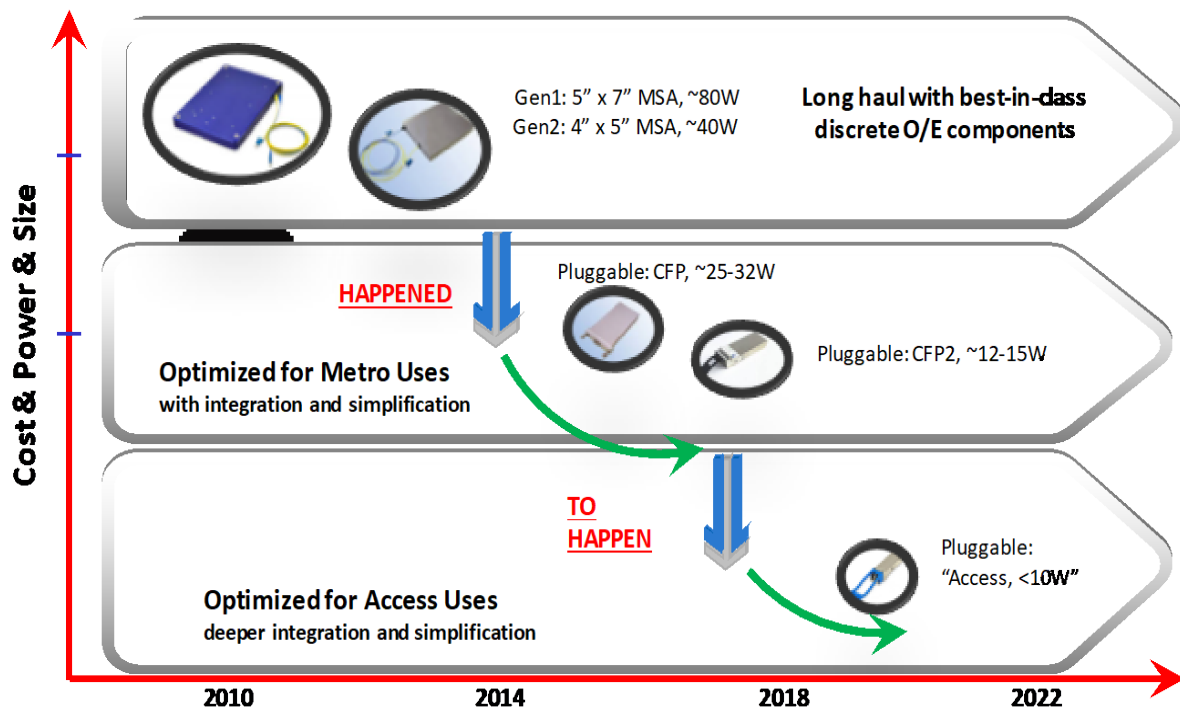 Cost & Power & Size
Gen1: 5” x 7” MSA, ~80W
Gen2: 4” x 5” MSA, ~40W
Long haul with best-in-class
discrete O/E components
HAPPENED
Pluggable: CFP, ~25-32W
Pluggable: CFP2, ~12-15W
Optimized for Metro Uses
with integration and simplification
TO
HAPPEN
Pluggable:
“Access, <10W”
Optimized for Access Uses
deeper integration and simplification
2010
2014
2018
2022